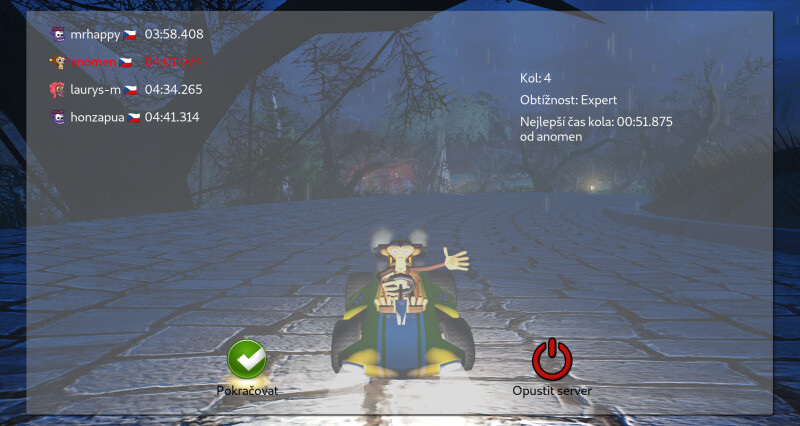 mrhappy 03:58.408
anomen
laurys-m 04:34.265
honzapua 04:41.314
Kol: 4
Obtížnost: Expert
Nejlepší čas kola: 00:51.875
od anomen
Pokračovat
Opustit server